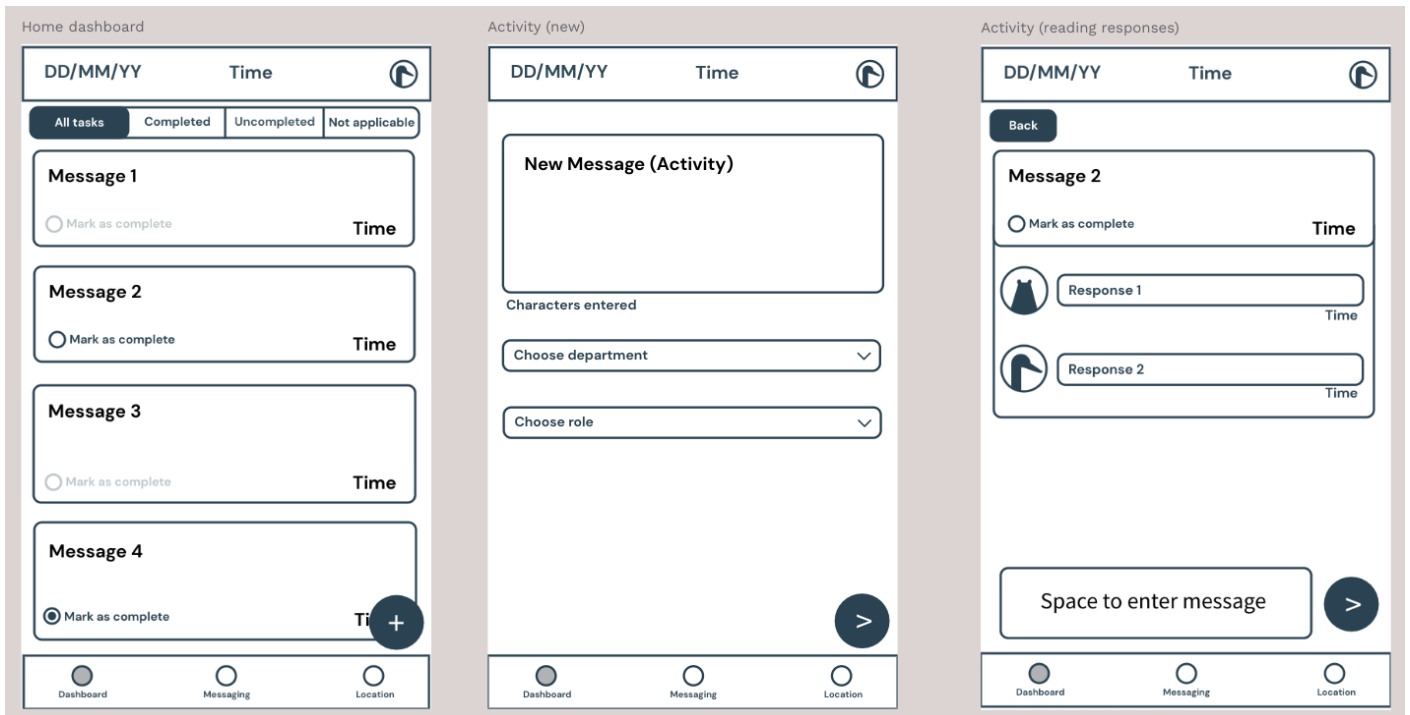 Home dashboard
DD/MM/YY Time
All tasks Completed Uncompleted Not applicable
Message 1
Mark as complete Time
Message 2
Mark as complete Time
Message 3
Mark as complete Time
Message 4
Mark as complete Ti +
Dashboard Messaging Location
Activity (new)
DD/MM/YY Time
New Message (Activity)
Characters entered
Choose department
Choose role
>
Dashboard Messaging Location
Activity (reading responses)
DD/MM/YY Time
Back
Message 2
Mark as complete Time
Response 1
Time
Response 2
Time
Space to enter message >
Dashboard Messaging Location